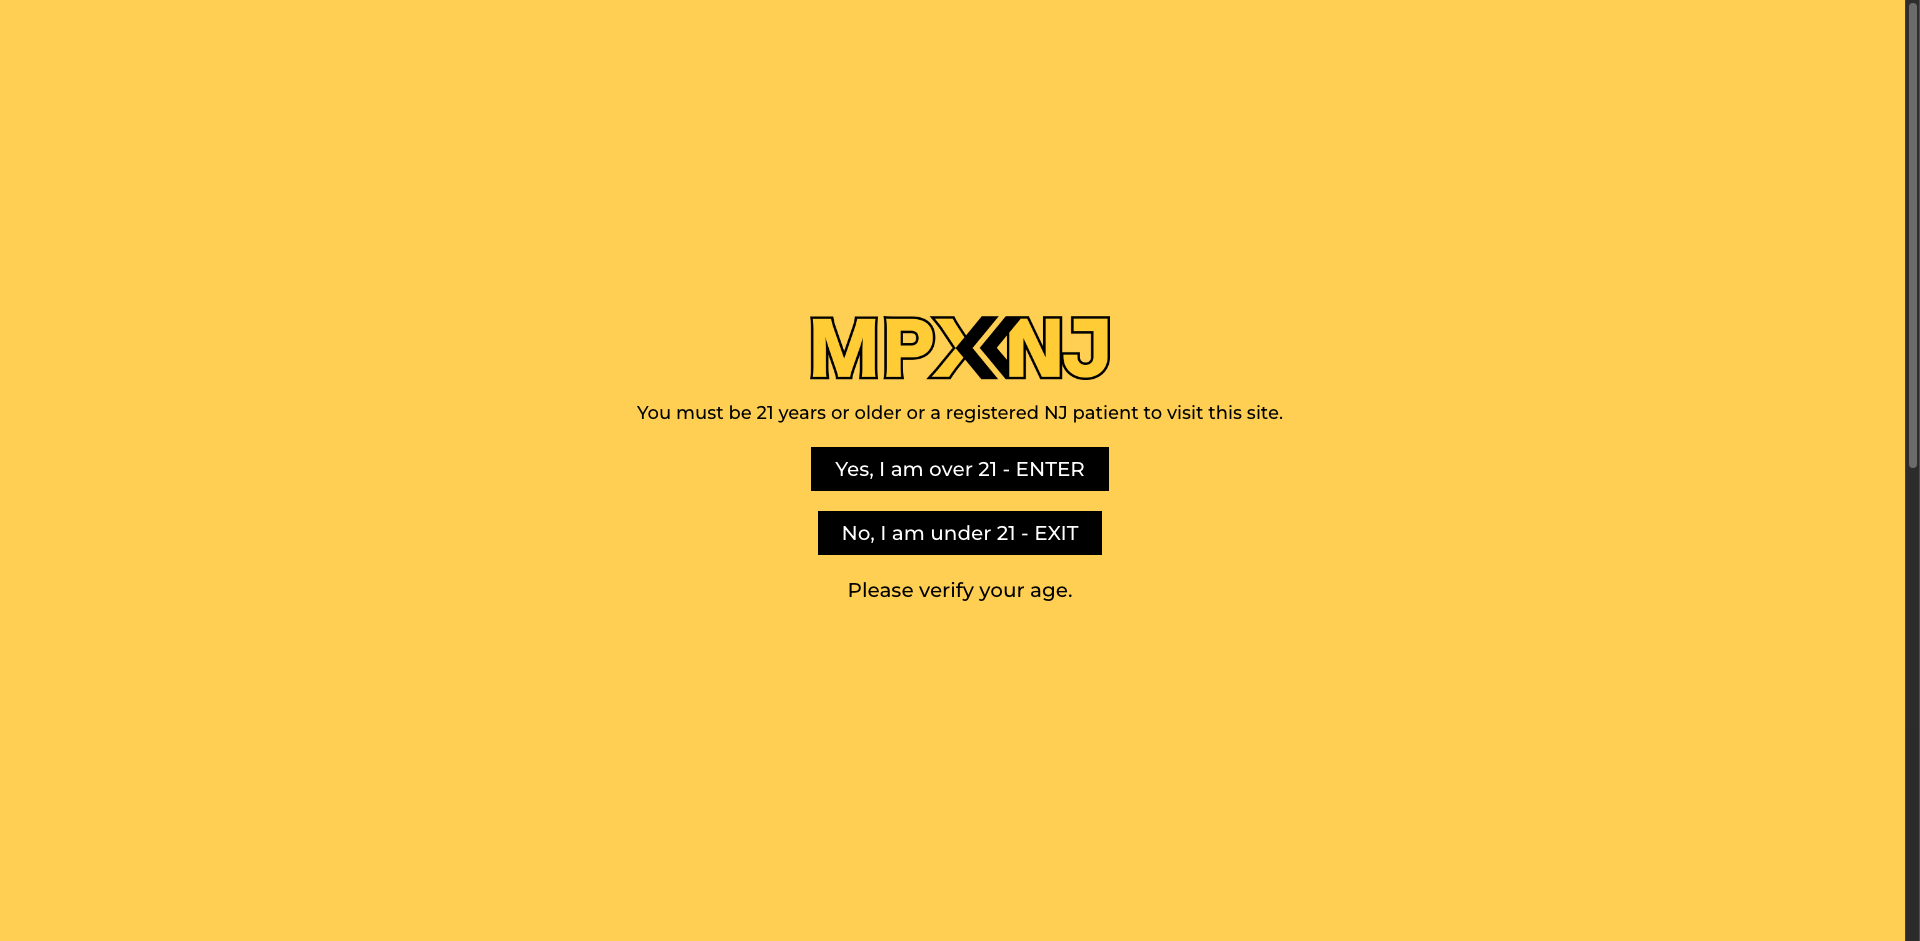 MPXNJ
You must be 21 years or older or a registered NJ patient to visit this site.
Yes, I am over 21 - ENTER
No, I am under 21 - EXIT
Please verify your age.